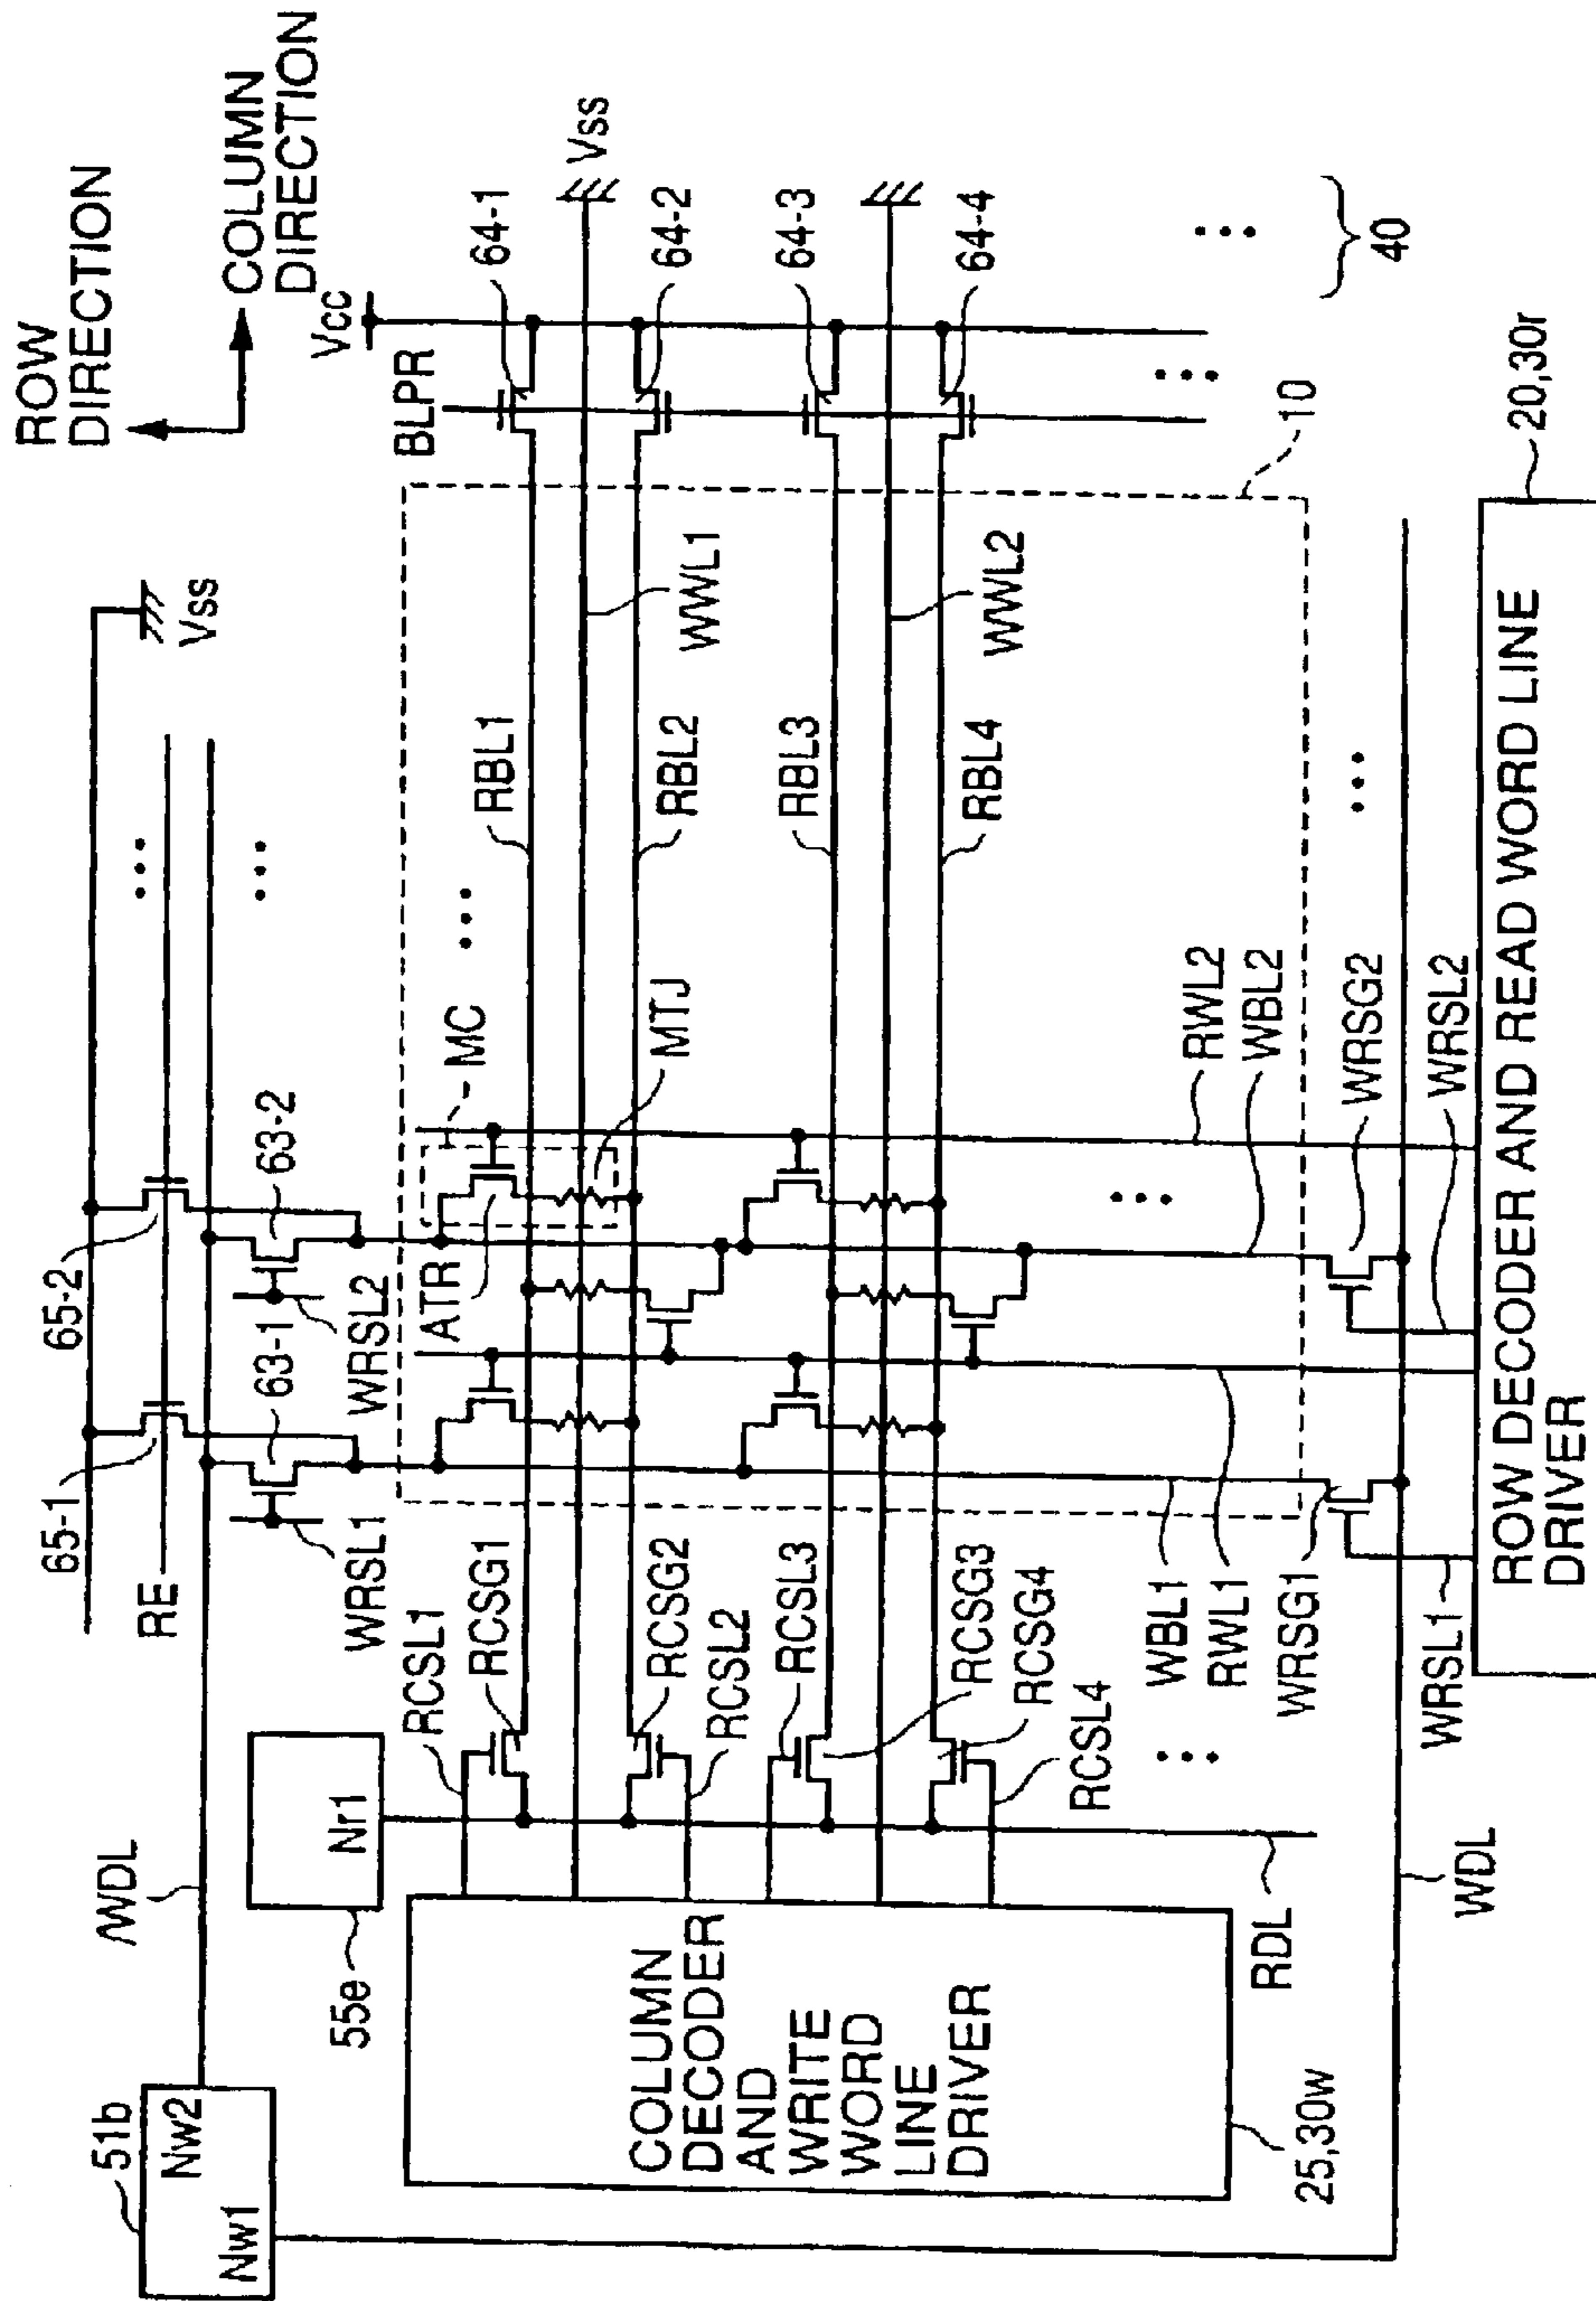 ROW
DIRECTION
COLUMN
DIRECTION
Vss
Vcc
BLPR
64-1
Vss
64-2
64-3
64-4
40
10
65-1
65-2
RE
63-1
63-2
WRSL1
WRSL2
/WDL
51b
Nw2
Nw1
55e
Nr1
RCSL1
RCSG1
RCSG2
RCSL2
RCSL3
RCSG3
RCSG4
RCSL4
ATR
MC
MTJ
RBL1
RBL2
RBL3
RBL4
WWL1
WWL2
COLUMN
DECODER
AND
WRITE
WORD
LINE
DRIVER
25,30w
RDL
WDL
WBL1
RWL1
WRSG1
WRSL1
RWL2
WBL2
WRSG2
WRSL2
20,30r
ROW DECODER AND READ WORD LINE
DRIVER